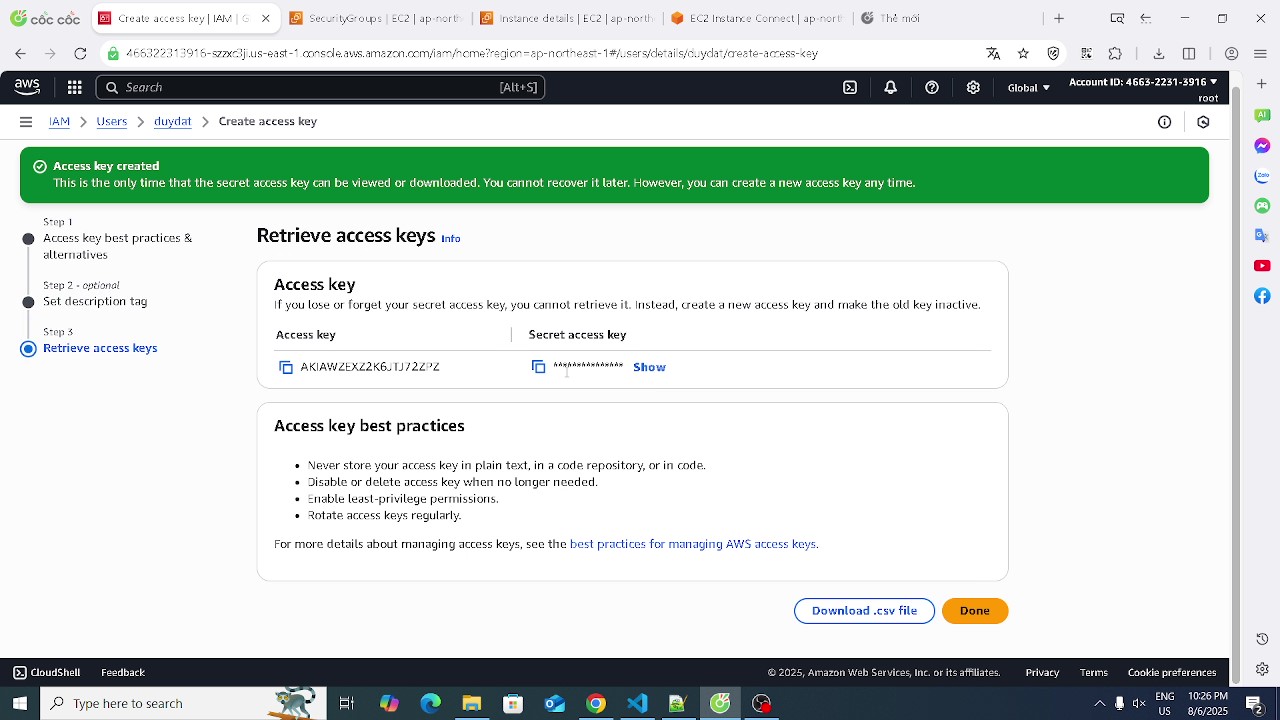 cốc cốc
Create access key | IAM | G
SecurityGroups | EC2 | ap-north
Instance details | EC2 | ap-north
EC2 Instance Connect | ap-north
Thẻ mới
466322313916-szzxc3j.us-east-1.console.aws.amazon.com/iam/home?region=ap-northeast-1#/users/details/duydat/create-access-key
aws
Search
[Alt+S]
Global
Account ID: 4663-2231-3916
root
IAM
Users
duydat
Create access key
Access key created
This is the only time that the secret access key can be viewed or downloaded. You cannot recover it later. However, you can create a new access key any time.
Step 1
Access key best practices &
alternatives
Step 2 - optional
Set description tag
Step 3
Retrieve access keys
Retrieve access keys Info
Access key
If you lose or forget your secret access key, you cannot retrieve it. Instead, create a new access key and make the old key inactive.
Access key
Secret access key
AKIAWZEXZ2K6JTJ72ZPZ
*************** Show
Access key best practices
• Never store your access key in plain text, in a code repository, or in code.
• Disable or delete access key when no longer needed.
• Enable least-privilege permissions.
• Rotate access keys regularly.
For more details about managing access keys, see the best practices for managing AWS access keys.
Download .csv file
Done
CloudShell
Feedback
© 2025, Amazon Web Services, Inc. or its affiliates.
Privacy
Terms
Cookie preferences
AI
Zalo
Type here to search
ENG
US
10:26 PM
8/6/2025
2